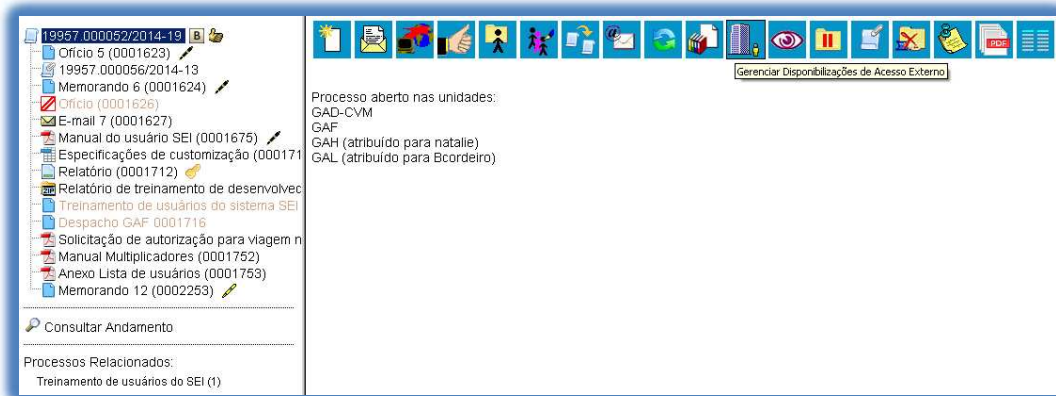 19957.000052/2014-19 B
Ofício 5 (0001623)
19957.000056/2014-13
Memorando 6 (0001624)
Ofício (0001626)
E-mail 7 (0001627)
Manual do usuário SEI (0001675)
Especificações de customização (000171
Relatório (0001712)
ZIP Relatório de treinamento de desenvolvec
Treinamento de usuários do sistema SEI
Despacho GAF 0001716
Solicitação de autorização para viagem n
Manual Multiplicadores (0001752)
Anexo Lista de usuários (0001753)
Memorando 12 (0002253)
Consultar Andamento
Processos Relacionados:
Treinamento de usuários do SEI (1)
PDF
Gerenciar Disponibilizações de Acesso Externo
Processo aberto nas unidades:
GAD-CVM
GAF
GAH (atribuído para natalie)
GAL (atribuído para Bcordeiro)